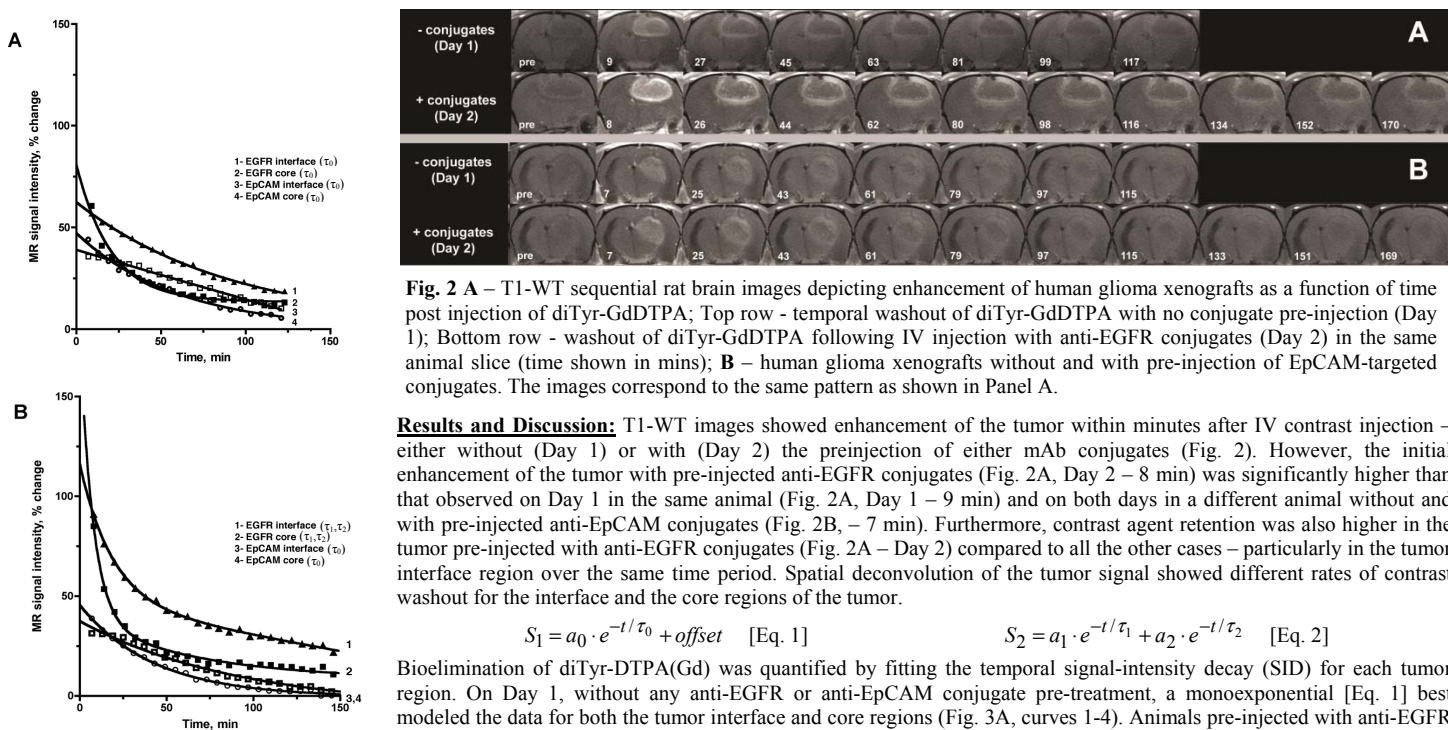 A
150
100
50
0
MR signal intensity, % change
1- EGFR interface (τ0)
2- EGFR core (τ0)
3- EpCAM interface (τ0)
4- EpCAM core (τ0)
1
2
3
4
0 25 50 75 100 125 150
Time, min
B
150
100
50
0
MR signal intensity, % change
1- EGFR interface (τ1,τ2)
2- EGFR core (τ1,τ2)
3- EpCAM interface (τ0)
4- EpCAM core (τ0)
1
2
3,4
0 25 50 75 100 125 150
Time, min
- conjugates
(Day 1)
pre 9 27 45 63 81 99 117
A
+ conjugates
(Day 2)
pre 8 26 44 62 80 98 116 134 152 170
- conjugates
(Day 1)
pre 7 25 43 61 79 97 115
B
+ conjugates
(Day 2)
pre 7 25 43 61 79 97 115 133 151 169
Fig. 2 A – T1-WT sequential rat brain images depicting enhancement of human glioma xenografts as a function of time
post injection of diTyr-GdDTPA; Top row - temporal washout of diTyr-GdDTPA with no conjugate pre-injection (Day
1); Bottom row - washout of diTyr-GdDTPA following IV injection with anti-EGFR conjugates (Day 2) in the same
animal slice (time shown in mins); B – human glioma xenografts without and with pre-injection of EpCAM-targeted
conjugates. The images correspond to the same pattern as shown in Panel A.
Results and Discussion: T1-WT images showed enhancement of the tumor within minutes after IV contrast injection –
either without (Day 1) or with (Day 2) the preinjection of either mAb conjugates (Fig. 2). However, the initial
enhancement of the tumor with pre-injected anti-EGFR conjugates (Fig. 2A, Day 2 – 8 min) was significantly higher than
that observed on Day 1 in the same animal (Fig. 2A, Day 1 – 9 min) and on both days in a different animal without and
with pre-injected anti-EpCAM conjugates (Fig. 2B, – 7 min). Furthermore, contrast agent retention was also higher in the
tumor pre-injected with anti-EGFR conjugates (Fig. 2A – Day 2) compared to all the other cases – particularly in the tumor
interface region over the same time period. Spatial deconvolution of the tumor signal showed different rates of contrast
washout for the interface and the core regions of the tumor.
S1 = a0 · e^(−t/τ0) + offset [Eq. 1] S2 = a1 · e^(−t/τ1) + a2 · e^(−t/τ2) [Eq. 2]
Bioelimination of diTyr-DTPA(Gd) was quantified by fitting the temporal signal-intensity decay (SID) for each tumor
region. On Day 1, without any anti-EGFR or anti-EpCAM conjugate pre-treatment, a monoexponential [Eq. 1] best
modeled the data for both the tumor interface and core regions (Fig. 3A, curves 1-4). Animals pre-injected with anti-EGFR